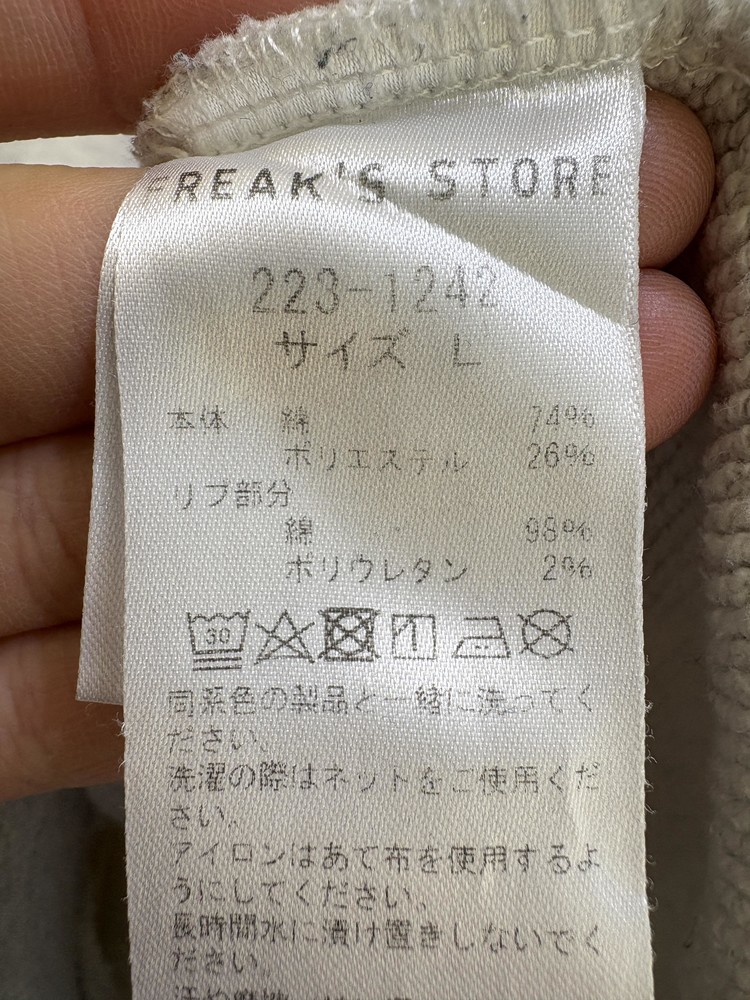 FREAK'S STORE
223-1242
サイズ L
本体 綿 74%
ポリエステル 26%
リブ部分
綿 98%
ポリウレタン 2%
30
同系色の製品と一緒に洗ってく
ださい。
洗濯の際はネットをご使用くだ
さい。
アイロンはあて布を使用するよ
うにしてください。
長時間水に漬け置きしないでく
ださい。